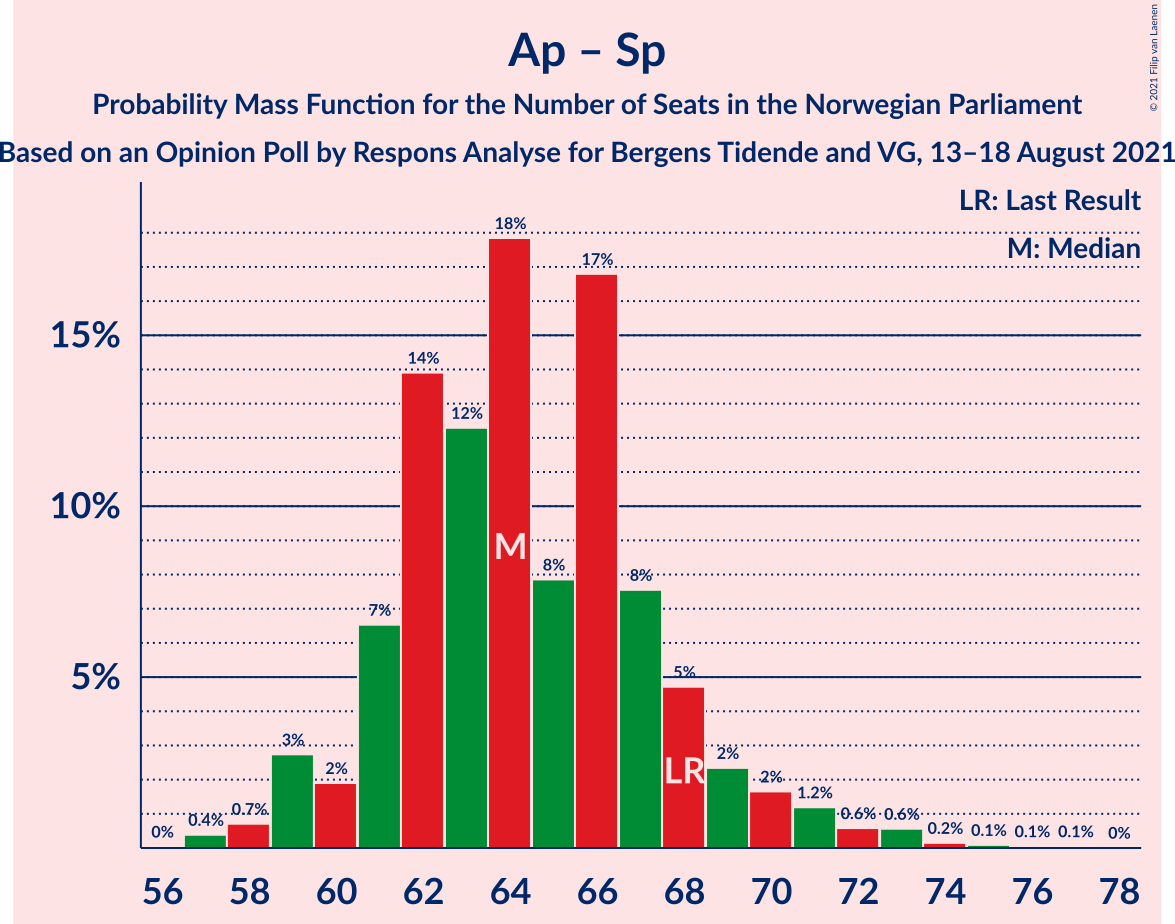 © 2021 Filip van Laenen
Ap – Sp
Probability Mass Function for the Number of Seats in the Norwegian Parliament
Based on an Opinion Poll by Respons Analyse for Bergens Tidende and VG, 13–18 August 2021
LR: Last Result
M: Median
15%
10%
5%
0%
0.4%
0.7%
3%
2%
7%
14%
12%
18%
M
8%
17%
8%
5%
LR
2%
2%
1.2%
0.6%
0.6%
0.2%
0.1%
0.1%
0.1%
0%
56 58 60 62 64 66 68 70 72 74 76 78